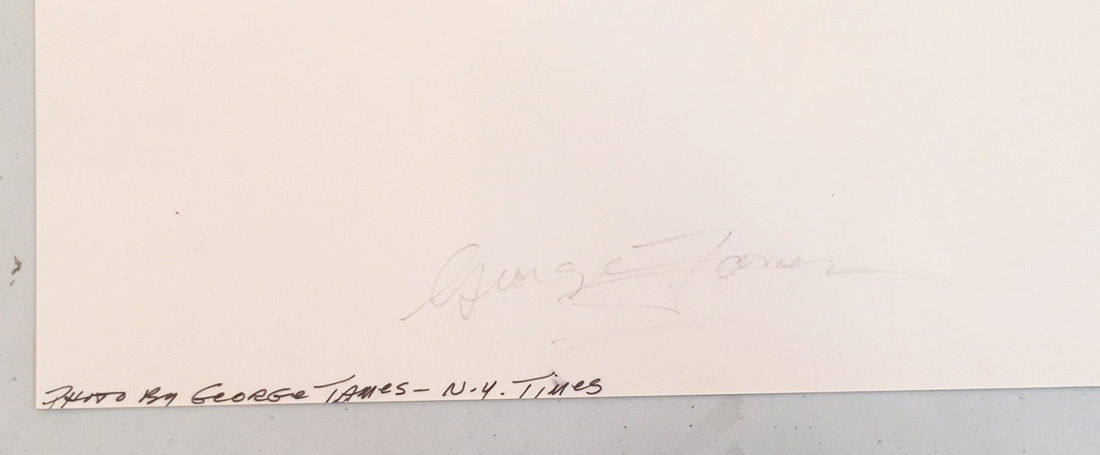 George Tames
PHOTO By GEORGE TAMES - N.Y. TIMES